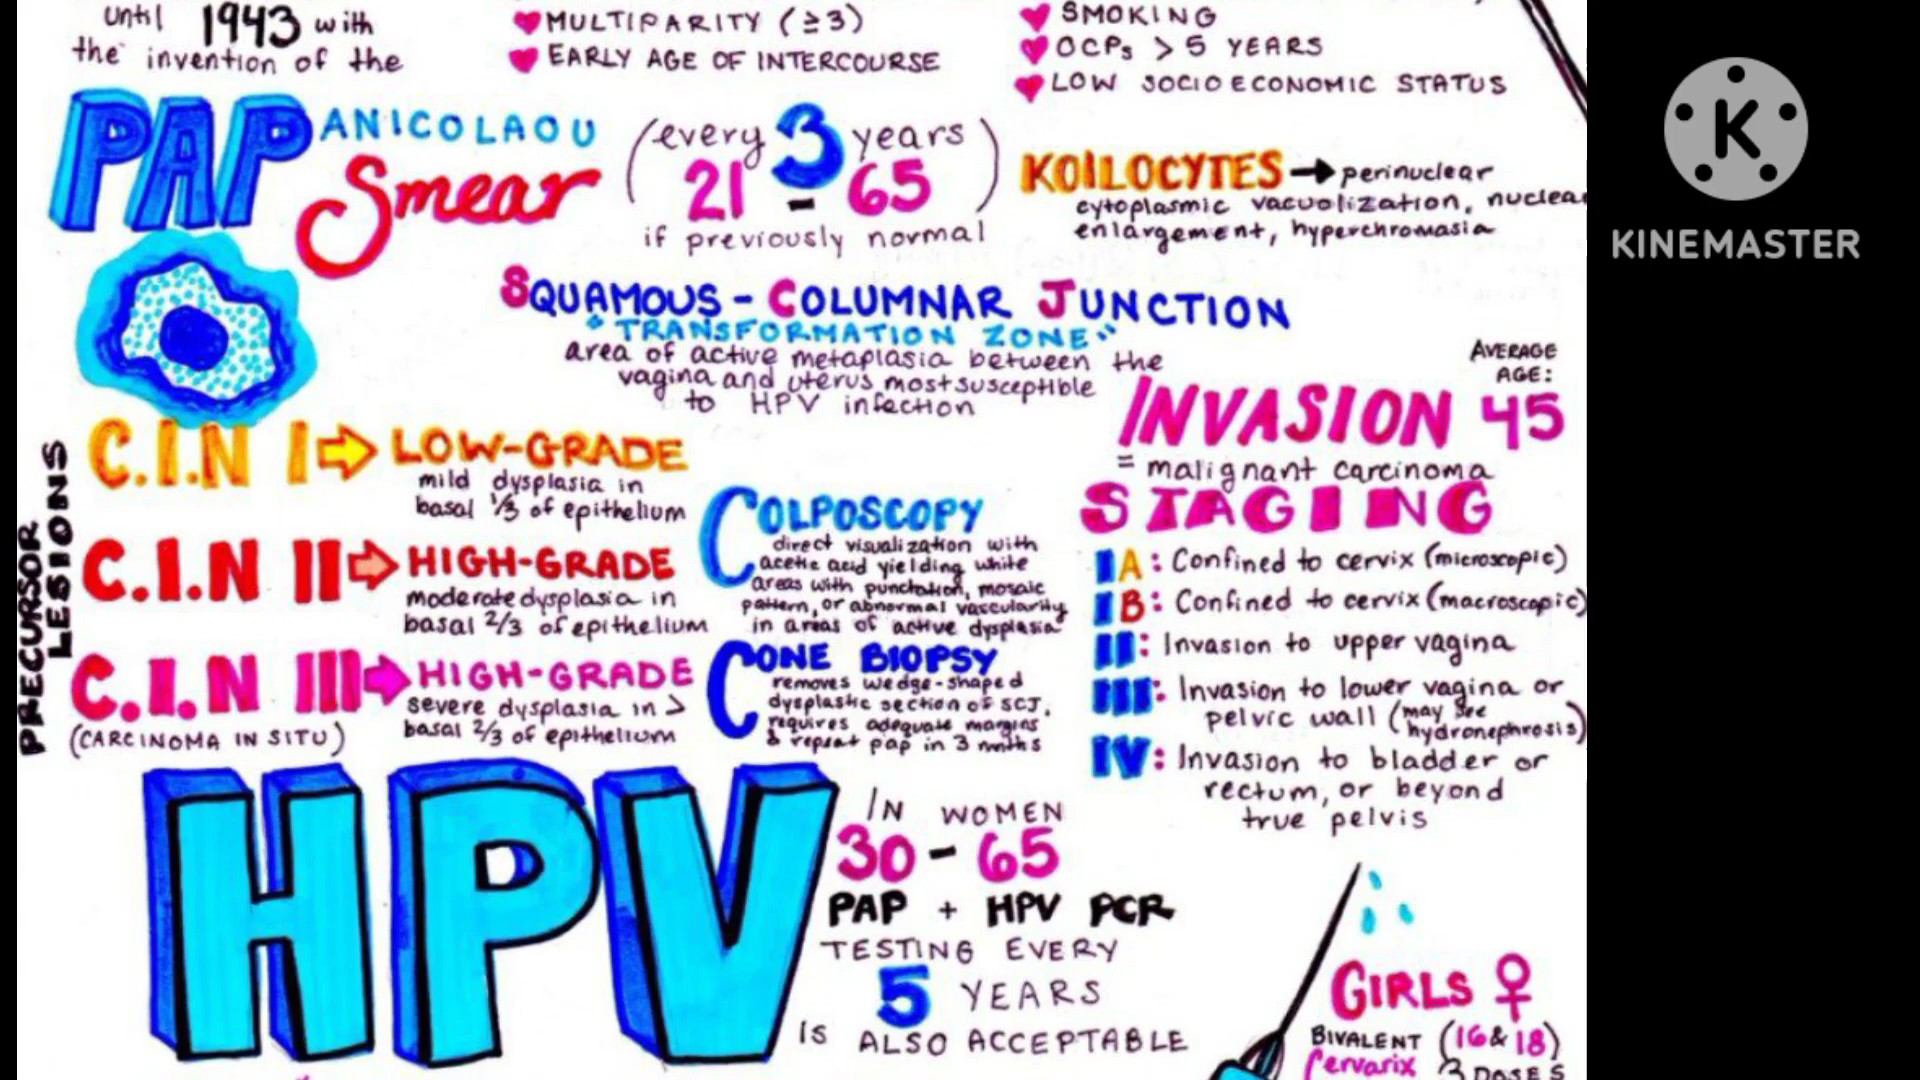 until 1943 with
the invention of the
PAPANICOLAOU
Smear
(every 3 years)
21 - 65
if previously normal
MULTIPARITY (≥3)
EARLY AGE OF INTERCOURSE
SMOKING
OCPs > 5 YEARS
LOW SOCIOECONOMIC STATUS
KOILOCYTES → perinuclear
cytoplasmic vacuolization, nuclear
enlargement, hyperchromasia
SQUAMOUS-COLUMNAR JUNCTION
"TRANSFORMATION ZONE"
area of active metaplasia between the
vagina and uterus most susceptible
to HPV infection
PRECURSOR
LESIONS
C.I.N I ⇒ LOW-GRADE
mild dysplasia in
basal 1/3 of epithelium
C.I.N II ⇒ HIGH-GRADE
moderate dysplasia in
basal 2/3 of epithelium
C.I.N III ⇒ HIGH-GRADE
(CARCINOMA IN SITU)
severe dysplasia in >
basal 2/3 of epithelium
COLPOSCOPY
direct visualization with
acetic acid yielding white
areas with punctation, mosaic
pattern, or abnormal vascularity
in areas of active dysplasia
CONE BIOPSY
removes wedge-shaped
dysplastic section of SCJ,
requires adequate margins
& repeat pap in 3 mnths
AVERAGE
AGE:
INVASION 45
= malignant carcinoma
STAGING
IA: Confined to cervix (microscopic)
IB: Confined to cervix (macroscopic)
II: Invasion to upper vagina
III: Invasion to lower vagina or
pelvic wall (may see
hydronephrosis)
IV: Invasion to bladder or
rectum, or beyond
true pelvis
HPV
IN WOMEN
30 - 65
PAP + HPV PCR
TESTING EVERY
5 YEARS
IS ALSO ACCEPTABLE
GIRLS ♀
BIVALENT (16 & 18)
Cervarix 3 DOSES
K
KINEMASTER